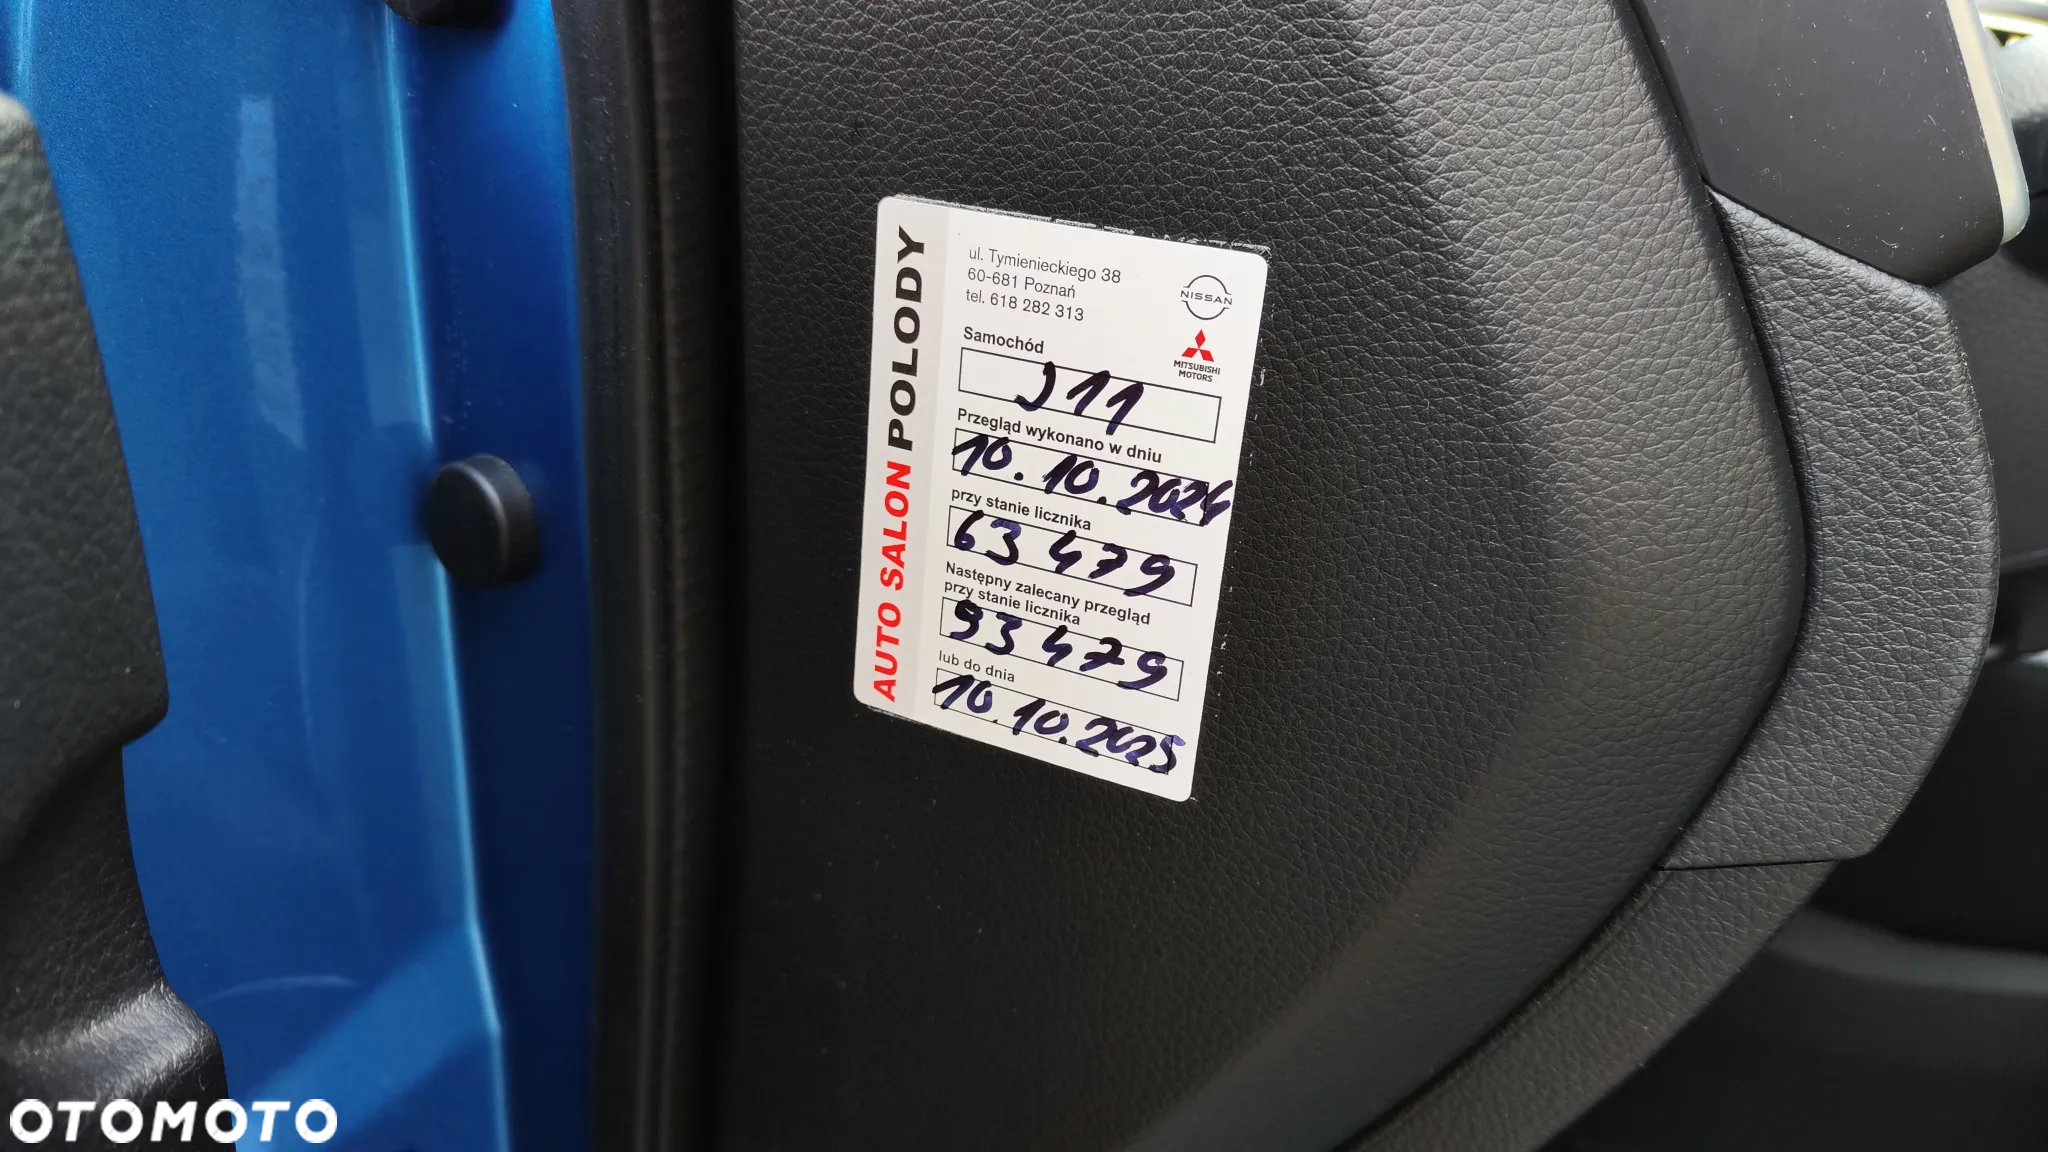 AUTO SALON POLODY
ul. Tymienieckiego 38
60-681 Poznań
tel. 618 282 313
NISSAN
MITSUBISHI
MOTORS
Samochód
J11
Przegląd wykonano w dniu
10.10.2024
przy stanie licznika
63 479
Następny zalecany przegląd
przy stanie licznika
93 479
lub do dnia
10.10.2025
OTOMOTO